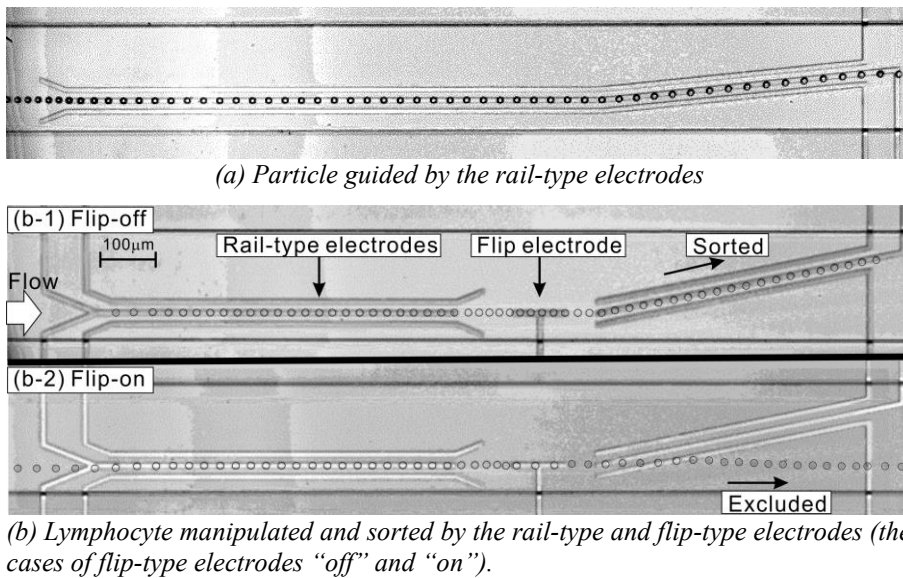 (a) Particle guided by the rail-type electrodes
(b-1) Flip-off
100μm
Rail-type electrodes
Flip electrode
Sorted
Flow
(b-2) Flip-on
Excluded
(b) Lymphocyte manipulated and sorted by the rail-type and flip-type electrodes (the
cases of flip-type electrodes “off” and “on”).